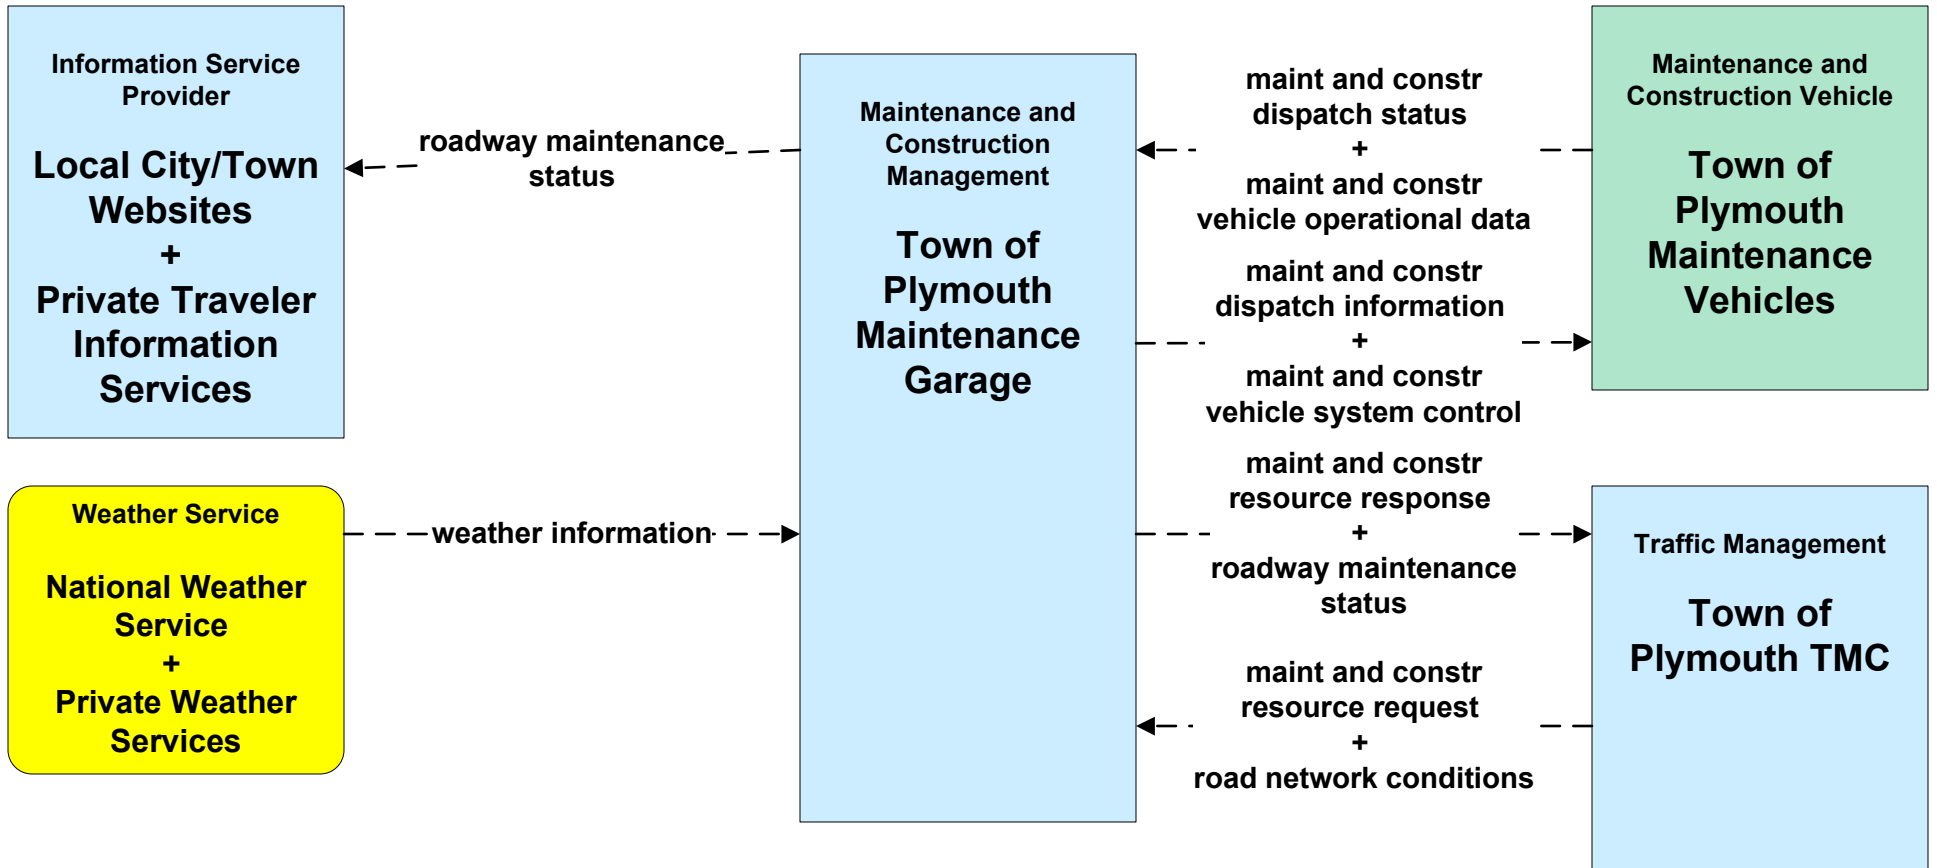 Information Service
Provider
Local City/Town
Websites
+
Private Traveler
Information
Services
roadway maintenance
status
Weather Service
National Weather
Service
+
Private Weather
Services
weather information
Maintenance and
Construction
Management
Town of
Plymouth
Maintenance
Garage
maint and constr
dispatch status
+
maint and constr
vehicle operational data
maint and constr
dispatch information
+
maint and constr
vehicle system control
maint and constr
resource response
+
roadway maintenance
status
maint and constr
resource request
+
road network conditions
Maintenance and
Construction Vehicle
Town of
Plymouth
Maintenance
Vehicles
Traffic Management
Town of
Plymouth TMC